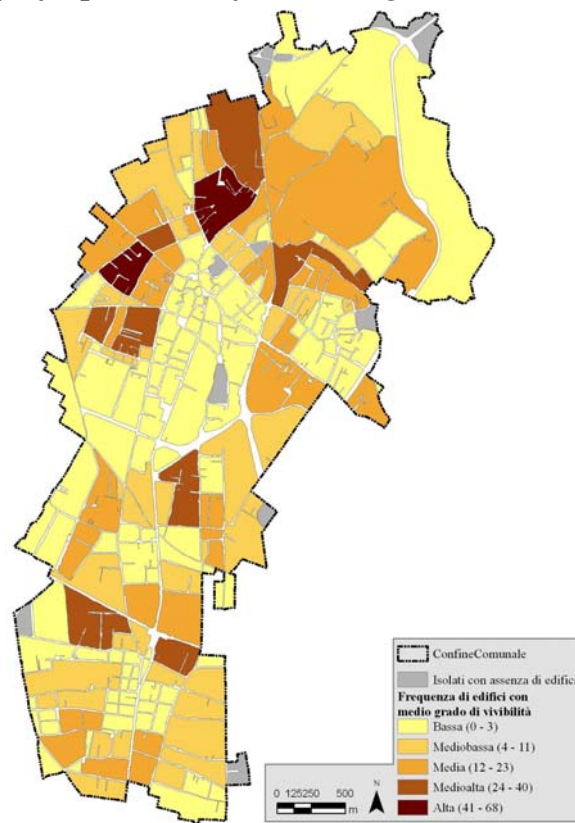 ConfineComunale
Isolati con assenza di edifici
Frequenza di edifici con
medio grado di vivibilità
Bassa (0 - 3)
Mediobassa (4 - 11)
Media (12 - 23)
Medioalta (24 - 40)
Alta (41 - 68)
0 125250 500
m
N